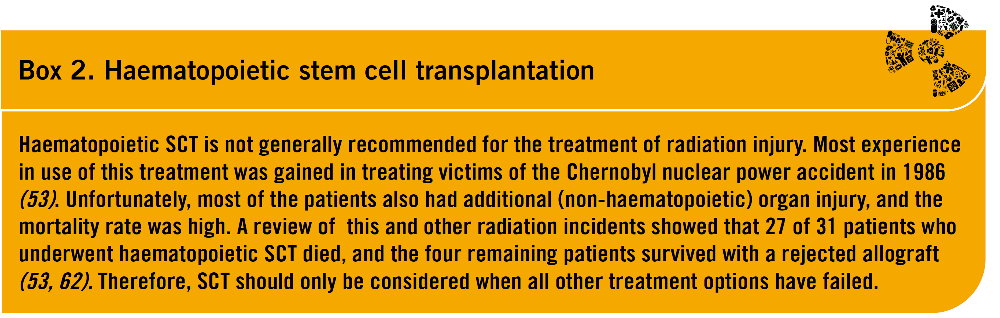 Box 2. Haematopoietic stem cell transplantation
Haematopoietic SCT is not generally recommended for the treatment of radiation injury. Most experience
in use of this treatment was gained in treating victims of the Chernobyl nuclear power accident in 1986
(53). Unfortunately, most of the patients also had additional (non-haematopoietic) organ injury, and the
mortality rate was high. A review of  this and other radiation incidents showed that 27 of 31 patients who
underwent haematopoietic SCT died, and the four remaining patients survived with a rejected allograft
(53, 62). Therefore, SCT should only be considered when all other treatment options have failed.